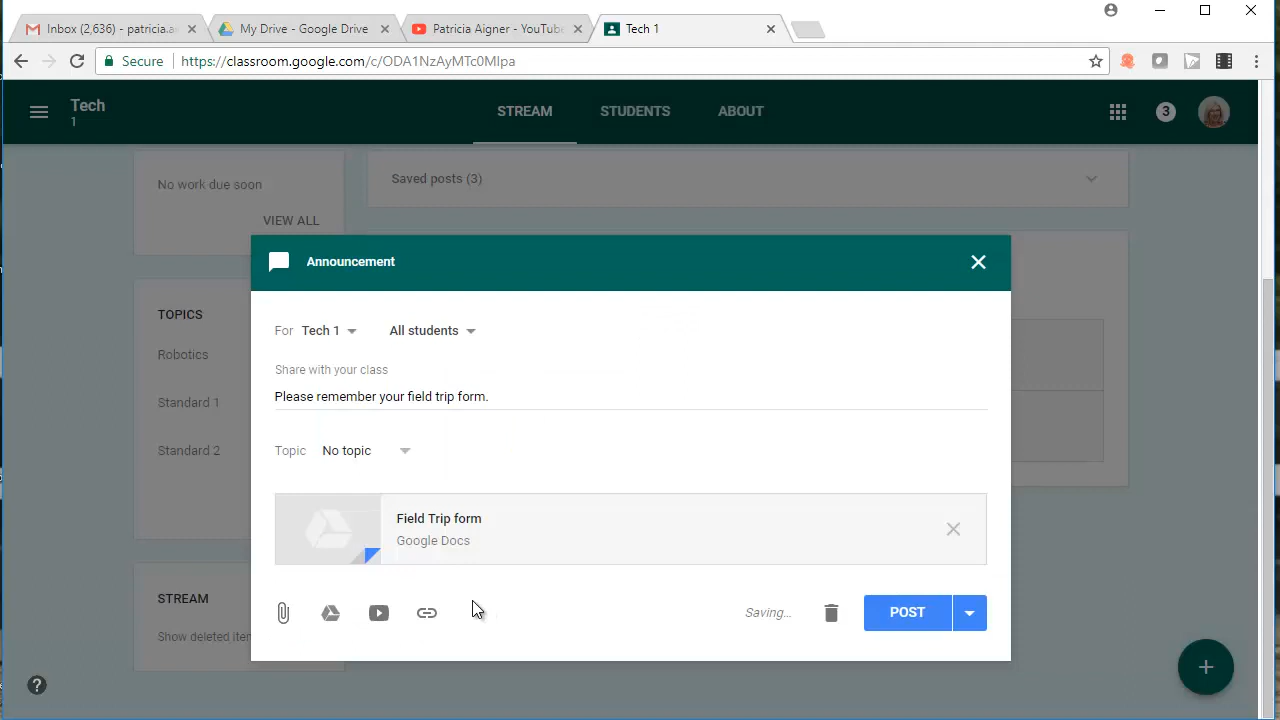 Inbox (2,636) - patricia.a
My Drive - Google Drive
Patricia Aigner - YouTube
Tech 1
Secure
https://classroom.google.com/c/ODA1NzAyMTc0Mlpa
Tech
1
STREAM
STUDENTS
ABOUT
3
No work due soon
VIEW ALL
Saved posts (3)
TOPICS
Robotics
Standard 1
Standard 2
STREAM
Show deleted iten
Announcement
For Tech 1 All students
Share with your class
Please remember your field trip form.
Topic No topic
Field Trip form
Google Docs
Saving...
POST